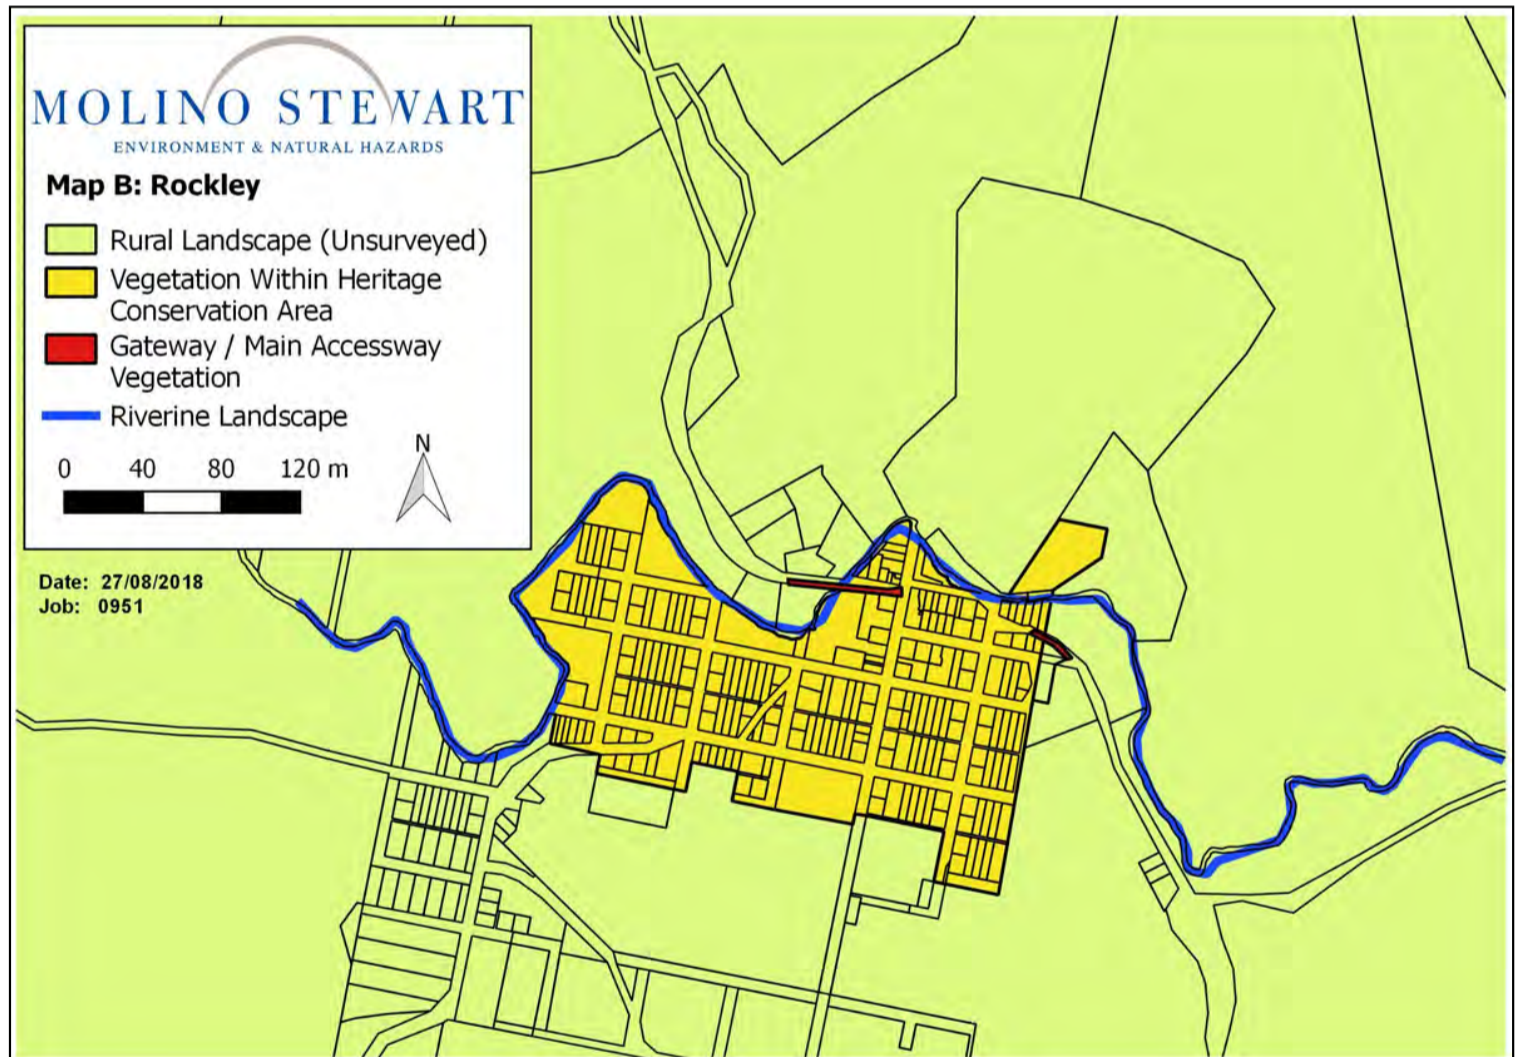 MOLINO STEWART
ENVIRONMENT & NATURAL HAZARDS
Map B: Rockley
Rural Landscape (Unsurveyed)
Vegetation Within Heritage
Conservation Area
Gateway / Main Accessway
Vegetation
Riverine Landscape
N
0 40 80 120 m
Date: 27/08/2018
Job: 0951